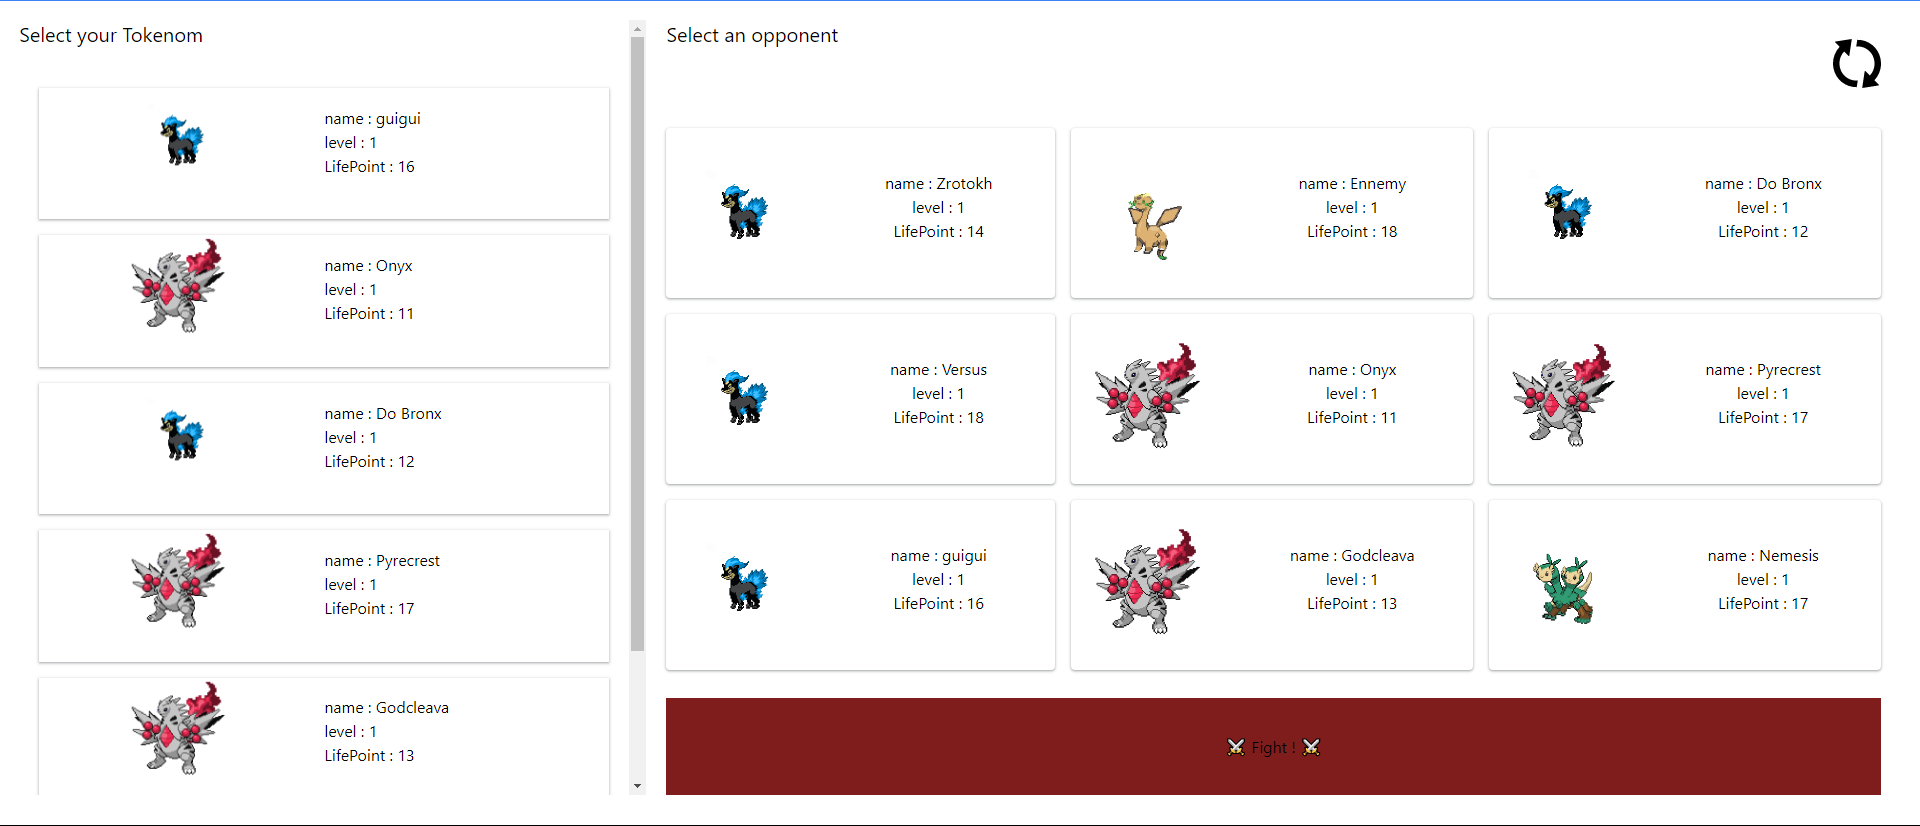 Select your Tokenom
name : guigui
level : 1
LifePoint : 16
name : Onyx
level : 1
LifePoint : 11
name : Do Bronx
level : 1
LifePoint : 12
name : Pyrecrest
level : 1
LifePoint : 17
name : Godcleava
level : 1
LifePoint : 13
Select an opponent
name : Zrotokh
level : 1
LifePoint : 14
name : Ennemy
level : 1
LifePoint : 18
name : Do Bronx
level : 1
LifePoint : 12
name : Versus
level : 1
LifePoint : 18
name : Onyx
level : 1
LifePoint : 11
name : Pyrecrest
level : 1
LifePoint : 17
name : guigui
level : 1
LifePoint : 16
name : Godcleava
level : 1
LifePoint : 13
name : Nemesis
level : 1
LifePoint : 17
⚔ Fight ! ⚔